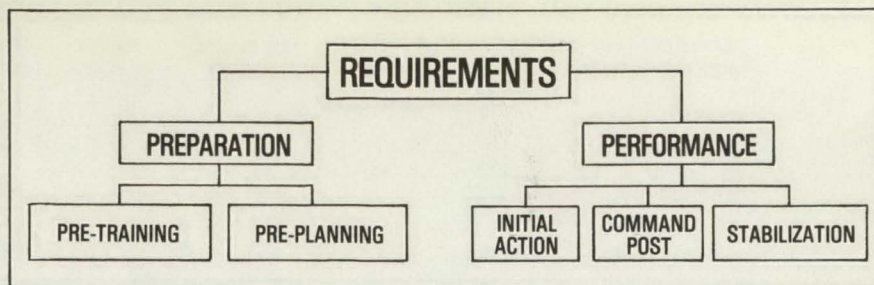 REQUIREMENTS
PREPARATION
PERFORMANCE
PRE-TRAINING
PRE-PLANNING
INITIAL
ACTION
COMMAND
POST
STABILIZATION